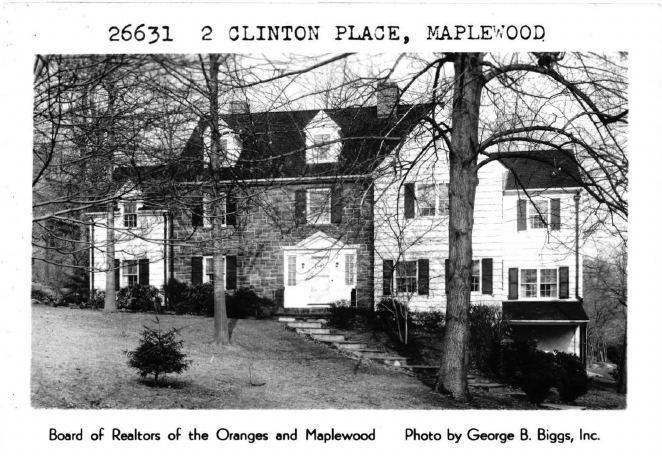 26631 2 CLINTON PLACE, MAPLEWOOD
Board of Realtors of the Oranges and Maplewood Photo by George B. Biggs, Inc.